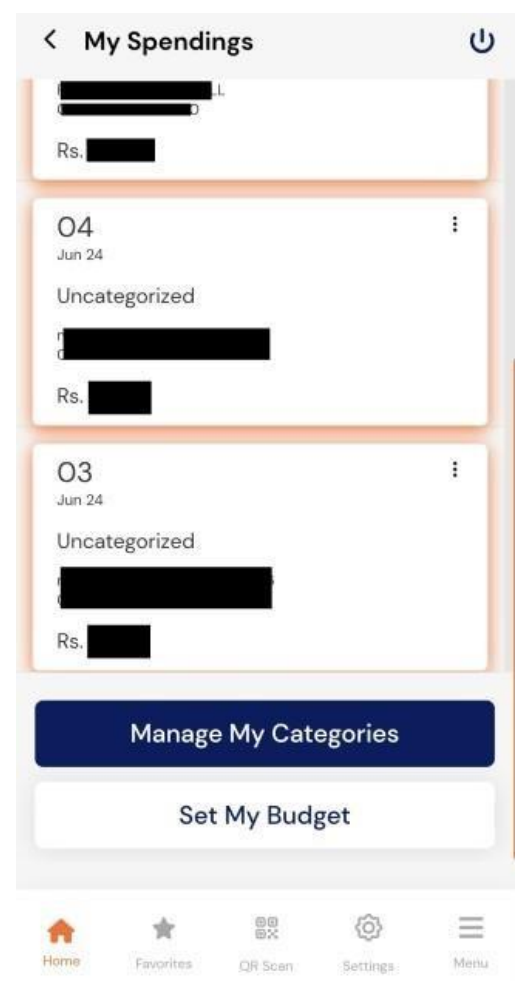 My Spendings
Rs.
04
Jun 24
Uncategorized
Rs.
03
Jun 24
Uncategorized
Rs.
Manage My Categories
Set My Budget
Home Favorites QR Scan Settings Menu